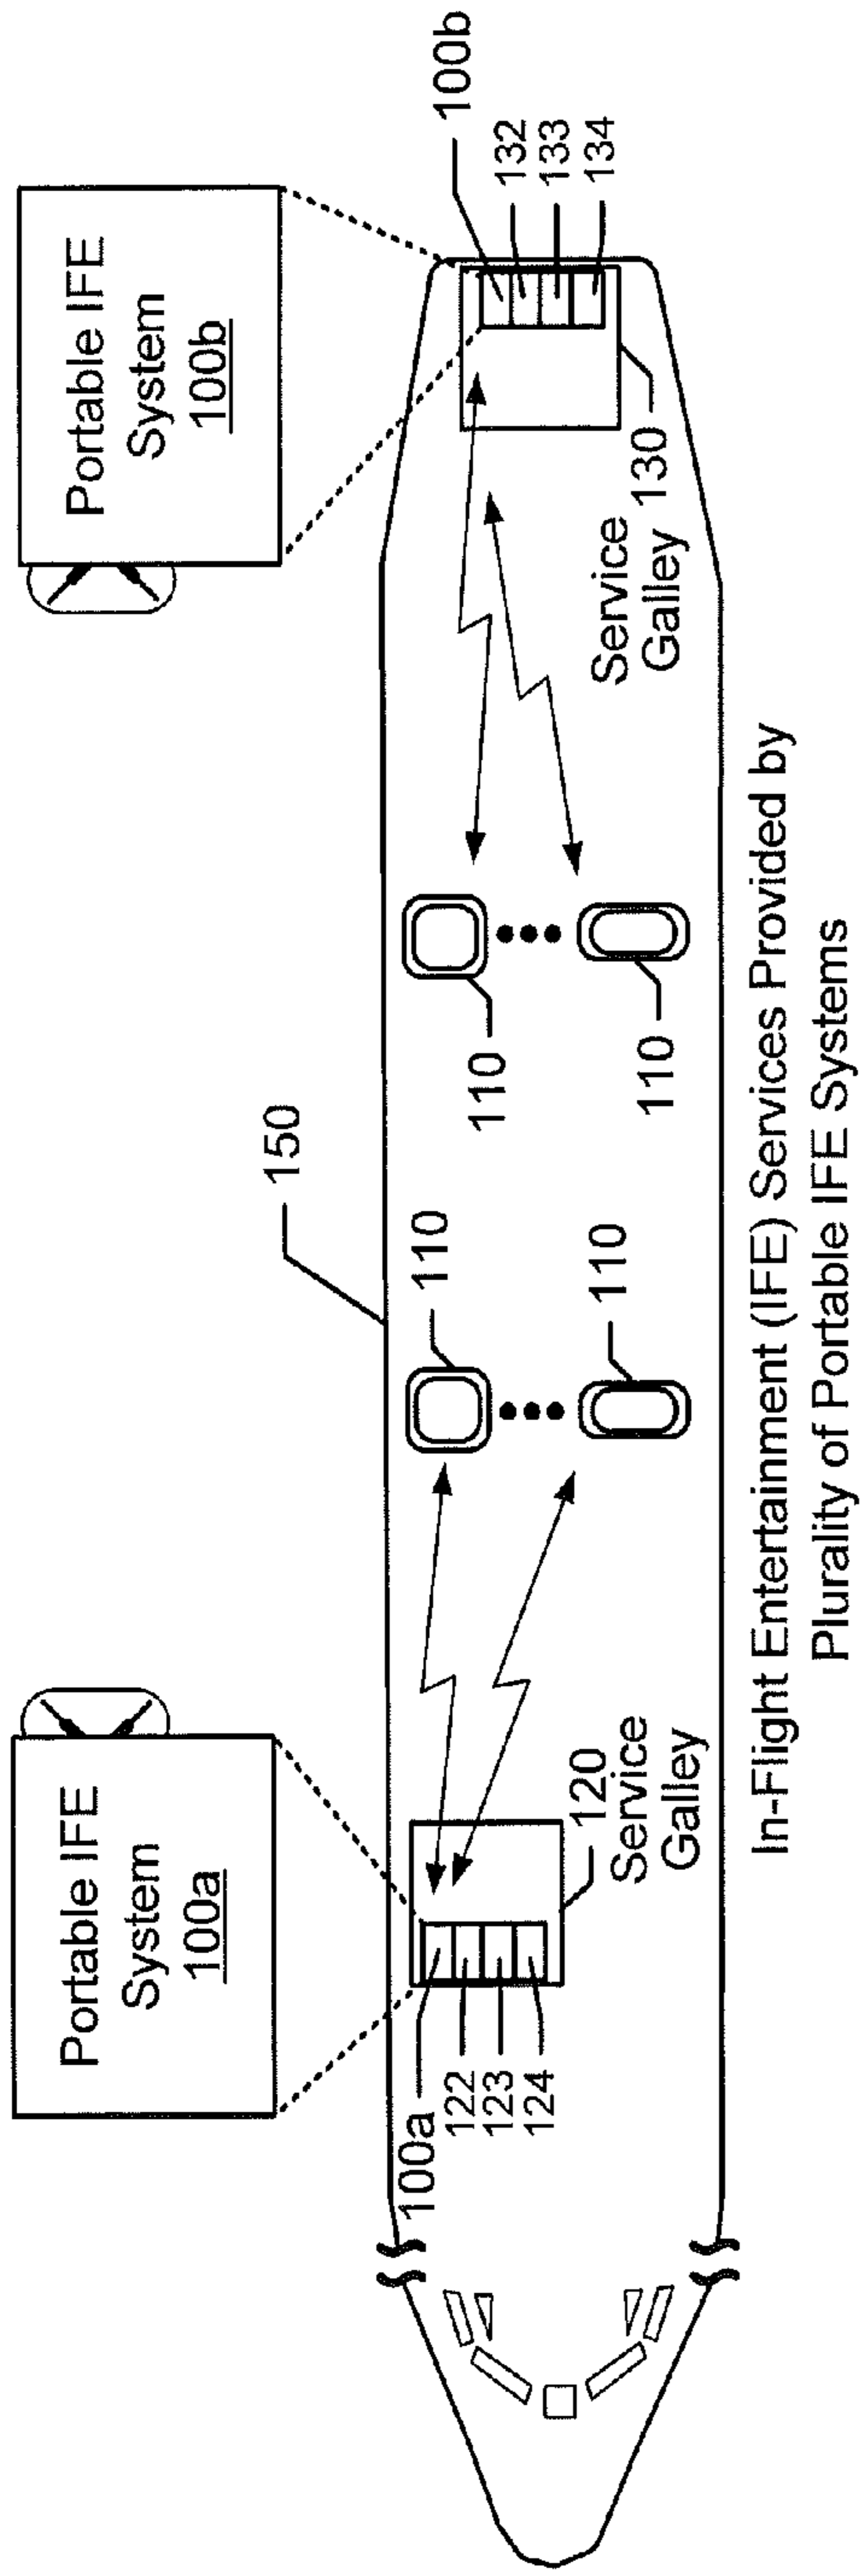 Portable IFE
System
100a
Portable IFE
System
100b
150
100a
122
123
124
120
Service
Galley
110
110
110
110
Service
Galley
130
100b
132
133
134
In-Flight Entertainment (IFE) Services Provided by
Plurality of Portable IFE Systems